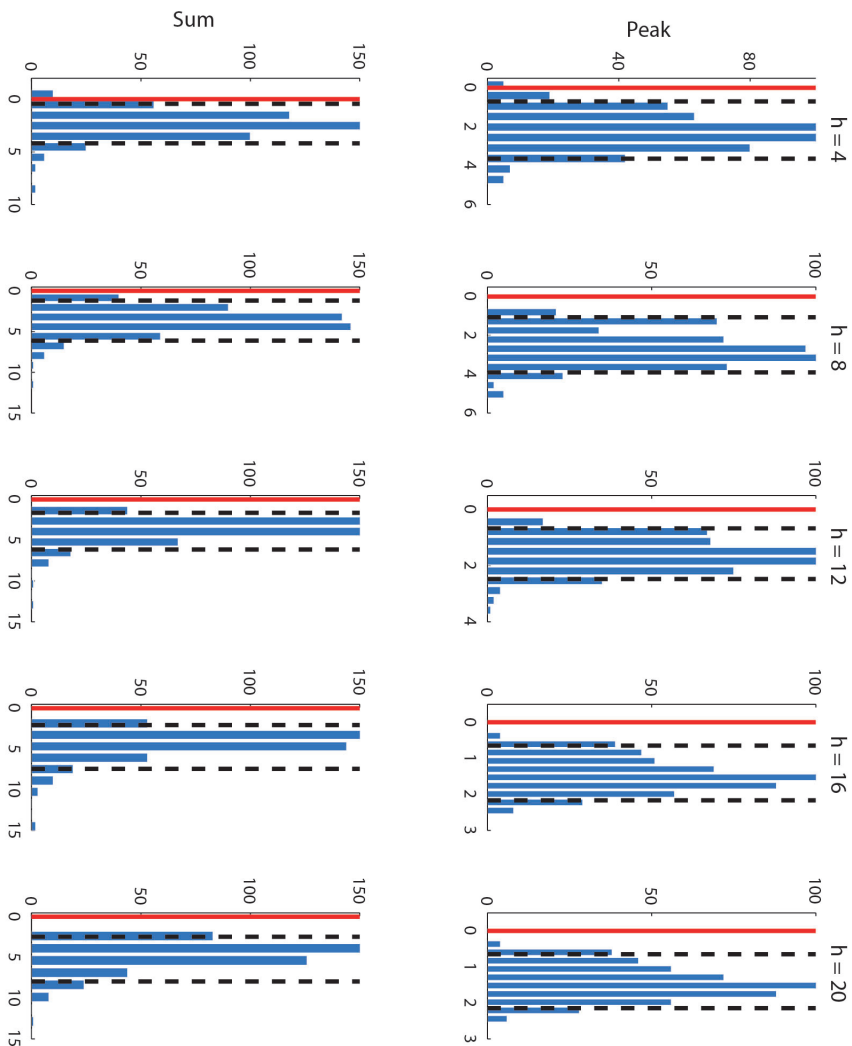 h = 4 h = 8 h = 12 h = 16 h = 20
Peak
80 100 100 100 100
40 50 50 50 50
0 0 0 0 0
0 2 4 6 0 2 4 6 0 2 4 0 1 2 3 0 1 2 3
Sum
150 150 150 150 150
100 100 100 100 100
50 50 50 50 50
0 0 0 0 0
0 5 10 0 5 10 15 0 5 10 15 0 5 10 15 0 5 10 15